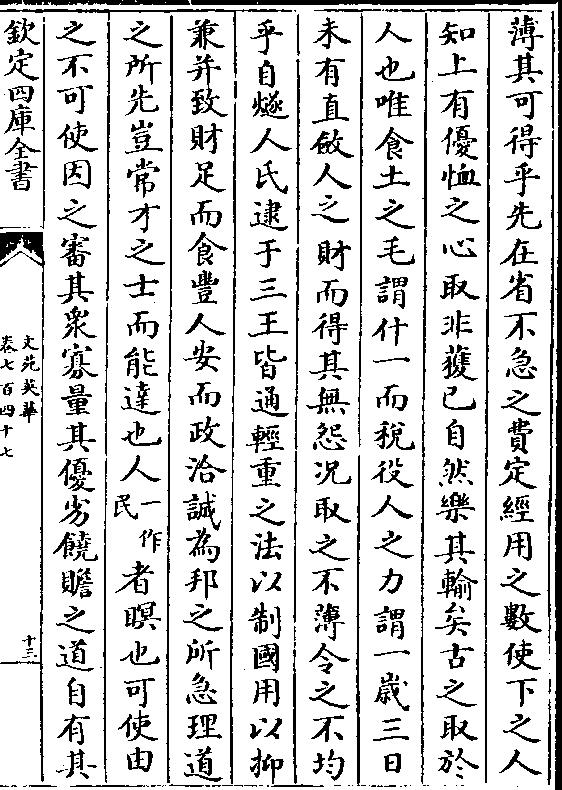 薄其可得乎先在省不急之費定經用之數使下之人
知上有優恤之心取非獲已自然樂其輸矣古之取於
人也唯食土之毛謂什一而税役人之力謂一歲三日
未有直斂人之財而得其無怨況取之不薄令之不均
乎自燧人氏逮于三王皆通輕重之法以制國用以抑
兼并致財足而食豐人安而政洽誠為邦之所急理道
之所先豈常才之士而能達也人一作民者瞑也可使由
之不可使因之審其衆寡量其優劣饒贍之道自有其
欽定四庫全書
文苑英華
卷七百四十七
十三